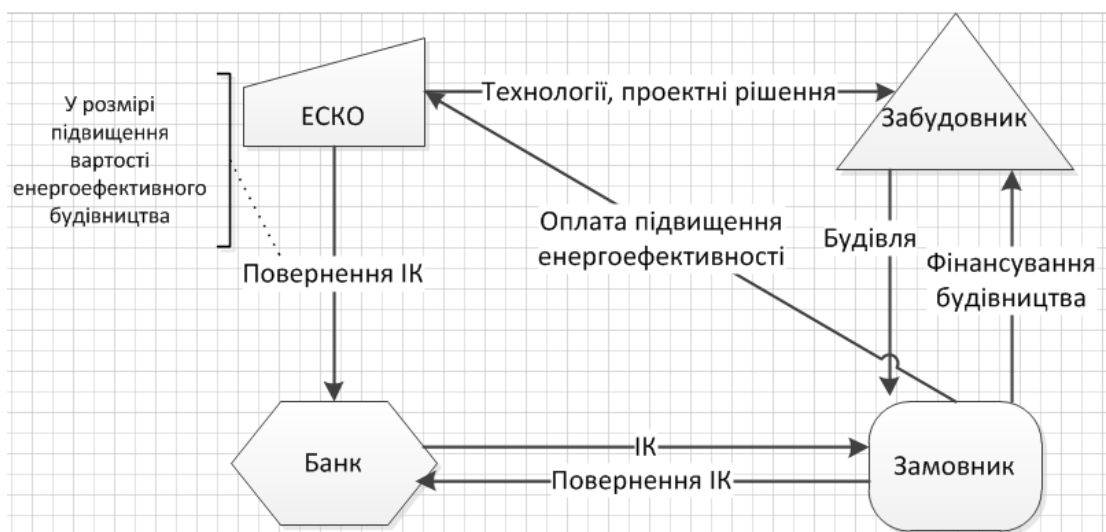 У розмірі
підвищення
вартості
енергоефективного
будівництва
ЕСКО
Технології, проектні рішення
Забудовник
Оплата підвищення
енергоефективності
Будівля
Фінансування
будівництва
Повернення ІК
Банк
ІК
Повернення ІК
Замовник